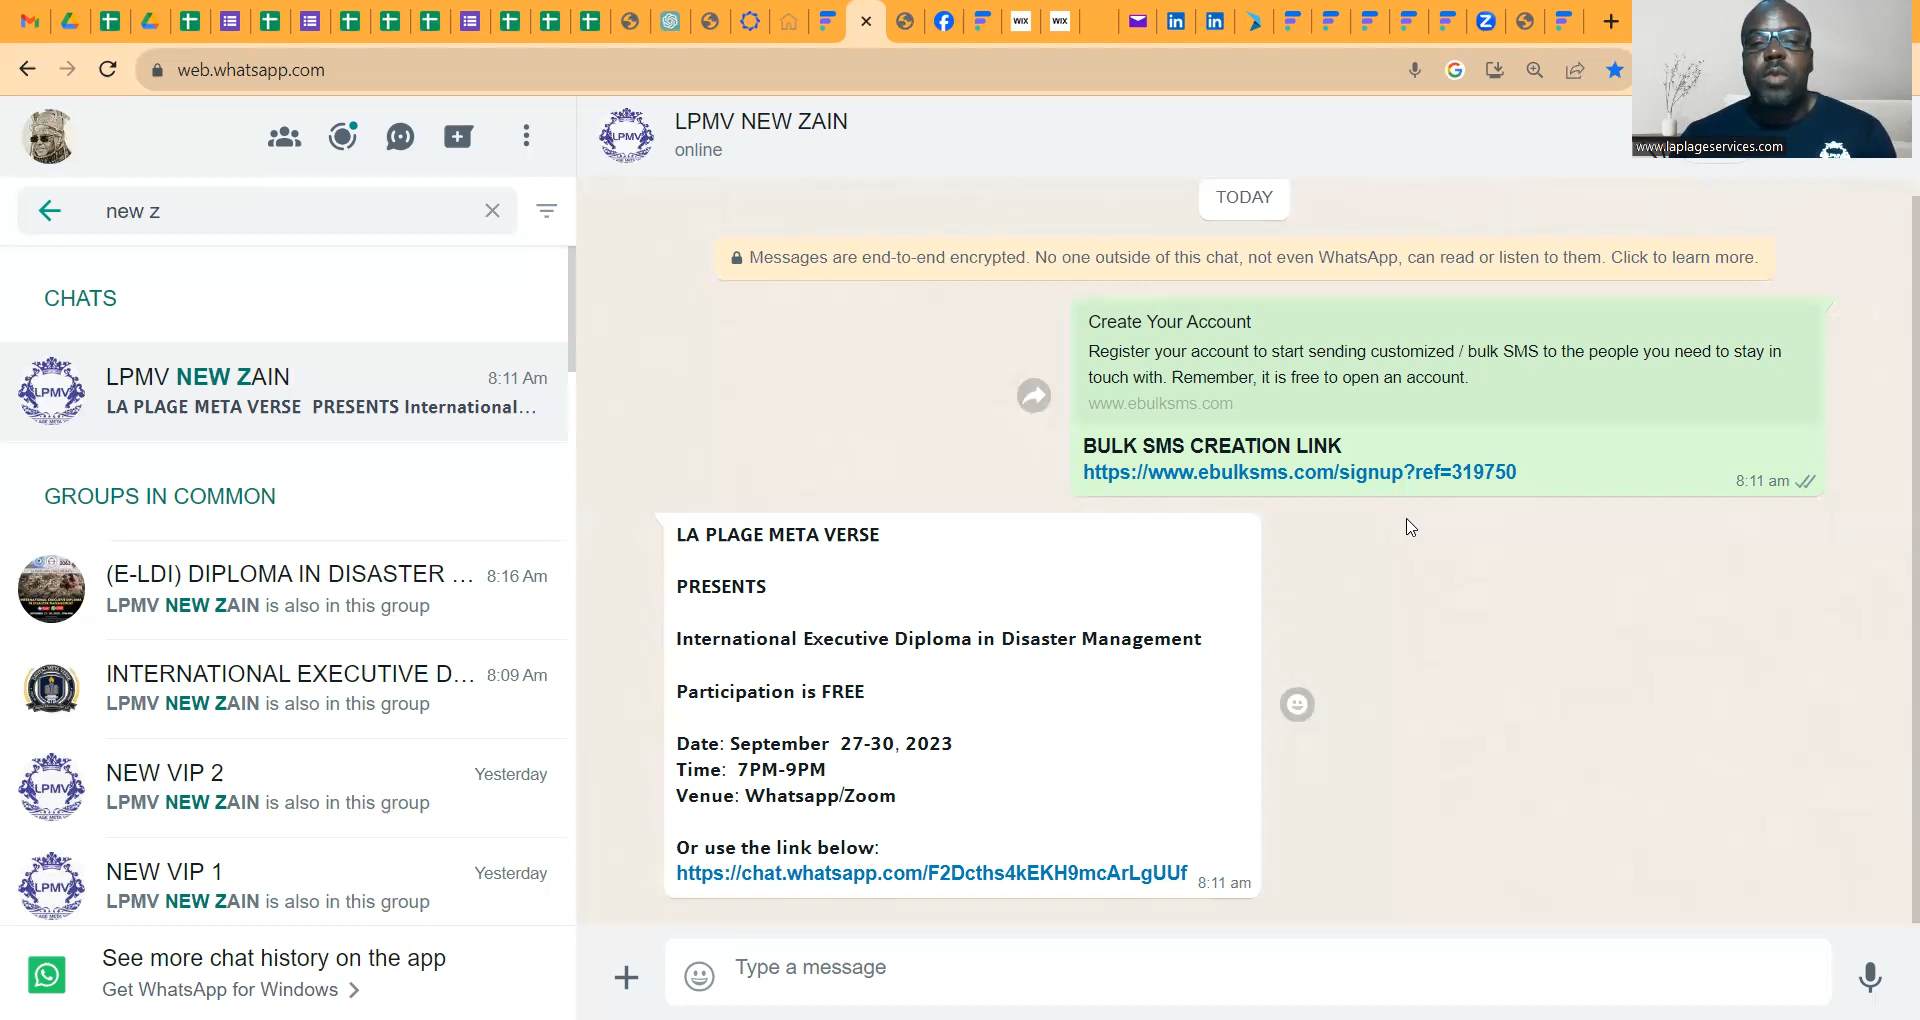 WIX
WIX
Z
web.whatsapp.com
www.laplageservices.com
new z
CHATS
LPMV NEW ZAIN
8:11 Am
LA PLAGE META VERSE PRESENTS International...
GROUPS IN COMMON
(E-LDI) DIPLOMA IN DISASTER ...
8:16 Am
LPMV NEW ZAIN is also in this group
INTERNATIONAL EXECUTIVE D...
8:09 Am
LPMV NEW ZAIN is also in this group
NEW VIP 2
Yesterday
LPMV NEW ZAIN is also in this group
NEW VIP 1
Yesterday
LPMV NEW ZAIN is also in this group
See more chat history on the app
Get WhatsApp for Windows
LPMV
LPMV NEW ZAIN
online
TODAY
Messages are end-to-end encrypted. No one outside of this chat, not even WhatsApp, can read or listen to them. Click to learn more.
Create Your Account
Register your account to start sending customized / bulk SMS to the people you need to stay in
touch with. Remember, it is free to open an account.
www.ebulksms.com
BULK SMS CREATION LINK
https://www.ebulksms.com/signup?ref=319750
8:11 am
LA PLAGE META VERSE
PRESENTS
International Executive Diploma in Disaster Management
Participation is FREE
Date: September 27-30, 2023
Time: 7PM-9PM
Venue: Whatsapp/Zoom
Or use the link below:
https://chat.whatsapp.com/F2Dcths4kEKH9mcArLgUUf
8:11 am
Type a message